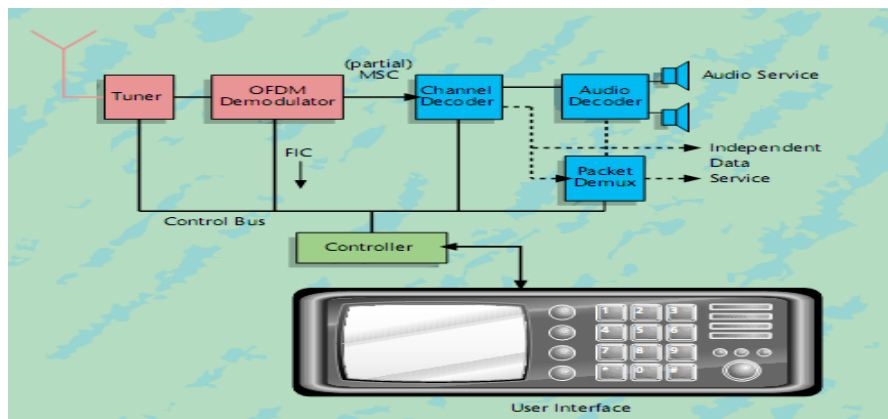 (partial)
MSC
Tuner
OFDM
Demodulator
Channel
Decoder
Audio
Decoder
Audio Service
FIC
Independent
Data
Service
Packet
Demux
Control Bus
Controller
1 2 3
4 5 6
7 8 9
* 0 #
User Interface